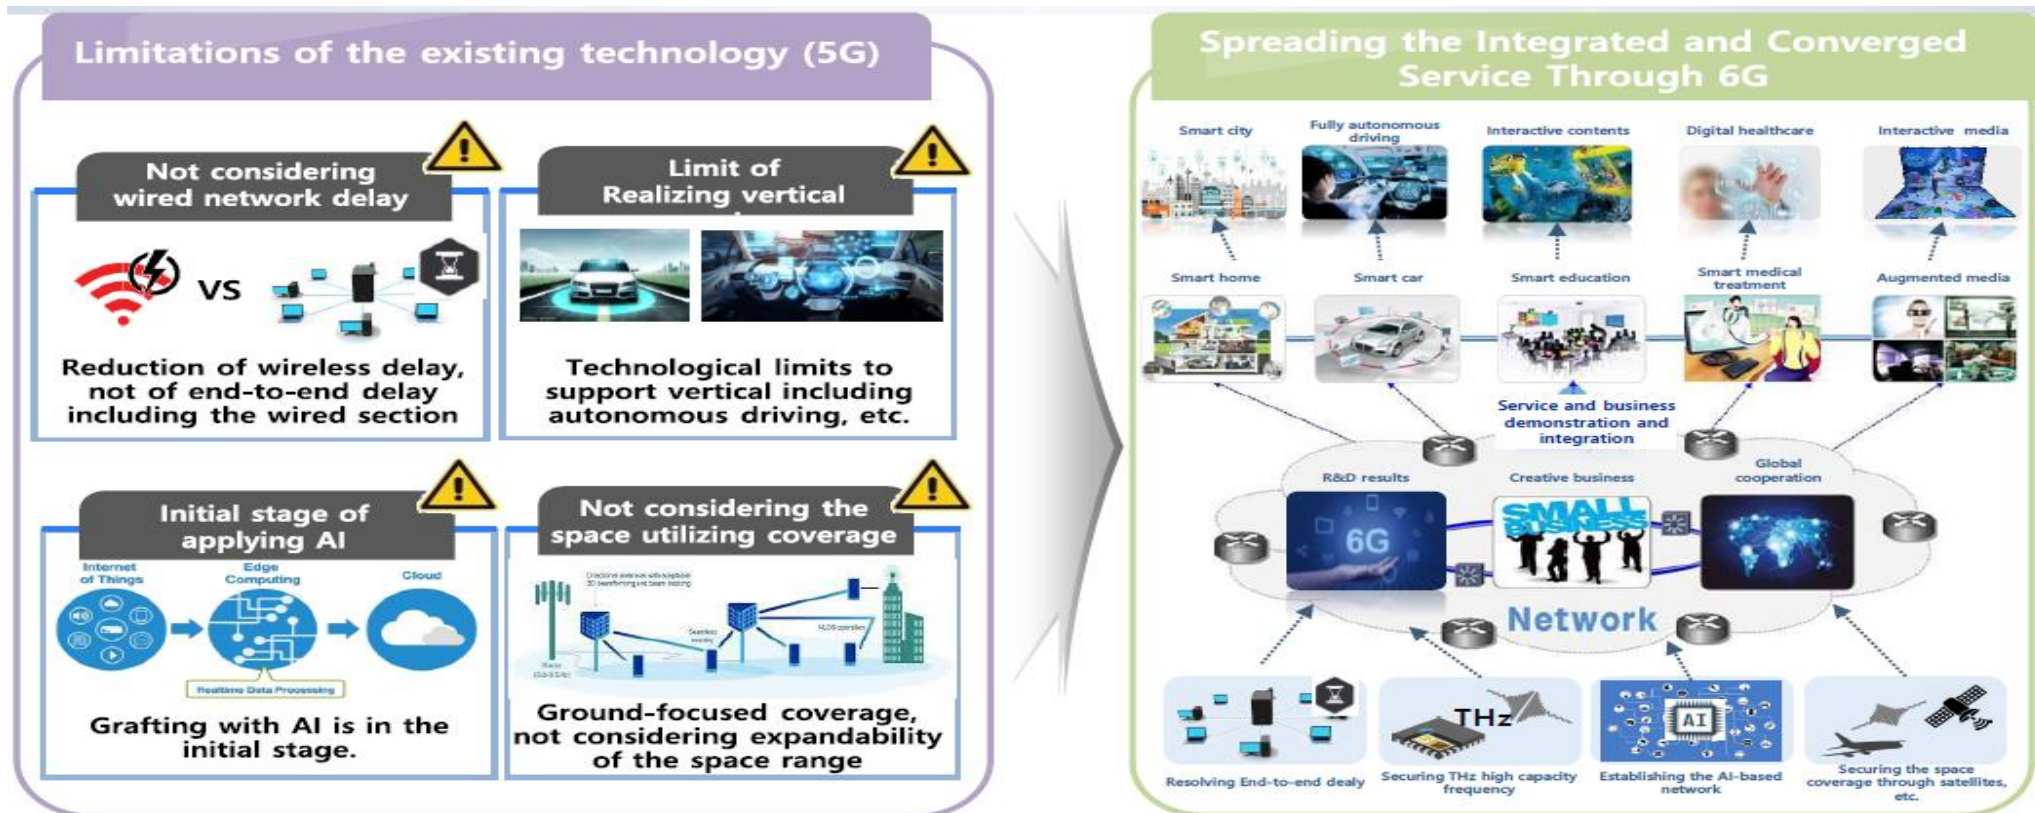 Limitations of the existing technology (5G)
Not considering
wired network delay
VS
Reduction of wireless delay,
not of end-to-end delay
including the wired section
Limit of
Realizing vertical
Technological limits to
support vertical including
autonomous driving, etc.
Initial stage of
applying AI
Internet
of Things
Edge
Computing
Cloud
Realtime Data Processing
Grafting with AI is in the
initial stage.
Not considering the
space utilizing coverage
Seamless
Ground-focused coverage,
not considering expandability
of the space range
Spreading the Integrated and Converged
Service Through 6G
Smart city
Fully autonomous
driving
Interactive contents
Digital healthcare
Interactive media
Smart home
Smart car
Smart education
Smart medical
treatment
Augmented media
Service and business
demonstration and
integration
R&D results
Creative business
Global
cooperation
6G
SMALL
BUSINESS
Network
THz
AI
Resolving End-to-end dealy
Securing THz high capacity
frequency
Establishing the AI-based
network
Securing the space
coverage through satellites,
etc.